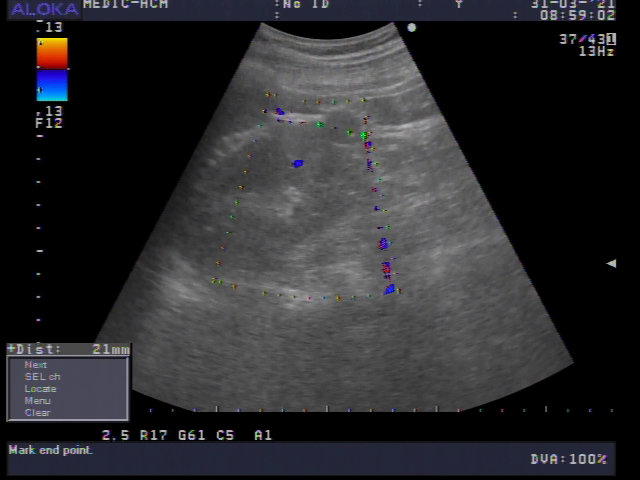 ALOKA MEDIC-HCM :No ID : Y 31-03-'21
: : 08:59:02
.13
37/431
13Hz
.13
F12
+Dist: 21mm
Next
SEL ch
Locate
Menu
Clear
2.5 R17 G61 C5 A1
Mark end point.
DVA:100%